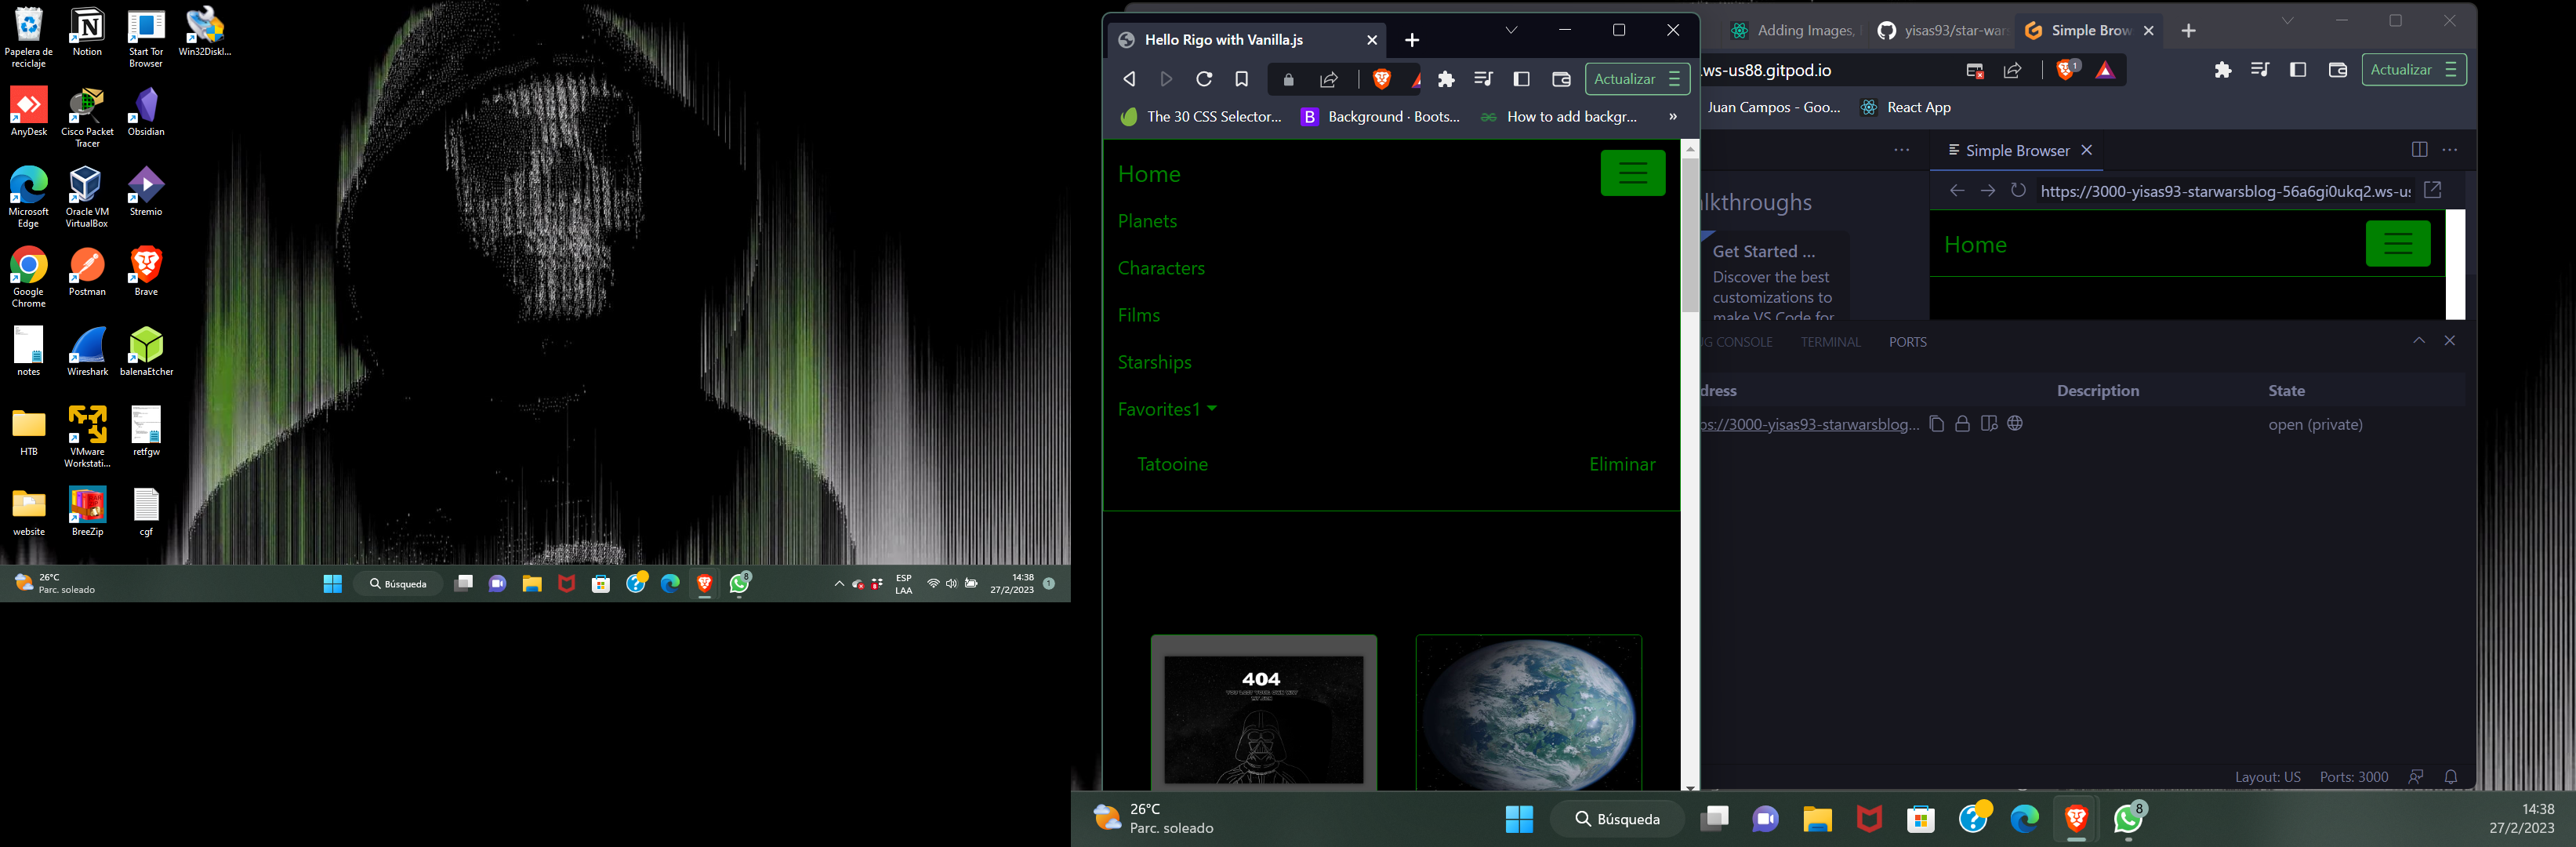 Papelera de
reciclaje
Notion
Start Tor
Browser
Win32DiskI...
AnyDesk
Cisco Packet
Tracer
Obsidian
Microsoft
Edge
Oracle VM
VirtualBox
Stremio
Google
Chrome
Postman
Brave
notes
Wireshark
balenaEtcher
HTB
VMware
Workstati...
retfgw
website
BreeZip
cgf
26°C
Parc. soleado
Búsqueda
8
ESP
LAA
14:38
27/2/2023
1
Hello Rigo with Vanilla.js
Actualizar
The 30 CSS Selector...
B
Background · Boots...
How to add backgr...
»
Home
Planets
Characters
Films
Starships
Favorites1
Tatooine
Eliminar
404
Adding Images,
yisas93/star-wars
Simple Brow
.ws-us88.gitpod.io
1
Actualizar
Juan Campos - Goo...
React App
Simple Browser
https://3000-yisas93-starwarsblog-56a6gi0ukq2.ws-us
lkthroughs
Get Started ...
Discover the best
customizations to
make VS Code for
Home
G CONSOLE
TERMINAL
PORTS
dress
Description
State
ps://3000-yisas93-starwarsblog...
open (private)
Layout: US
Ports: 3000
26°C
Parc. soleado
Búsqueda
8
14:38
27/2/2023